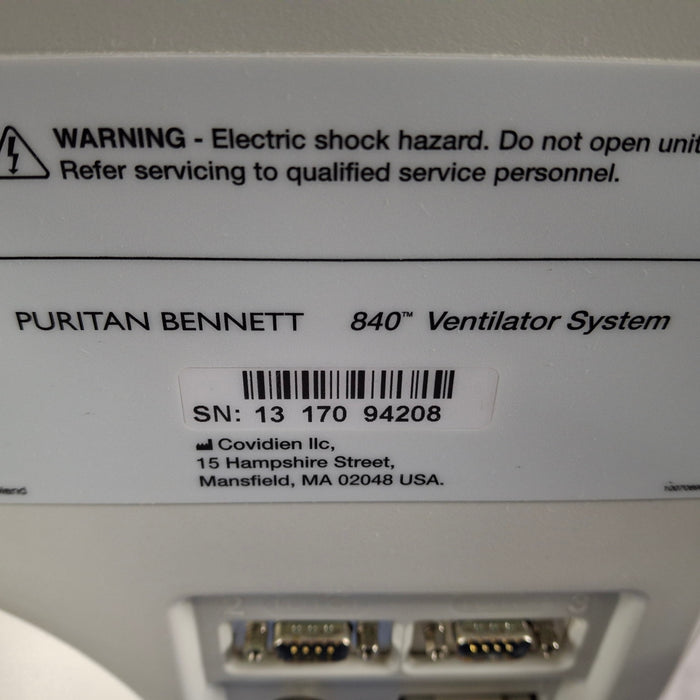 WARNING - Electric shock hazard. Do not open unit
Refer servicing to qualified service personnel.
PURITAN BENNETT 840™ Ventilator System
SN: 13 170 94208
Covidien llc,
15 Hampshire Street,
Mansfield, MA 02048 USA.